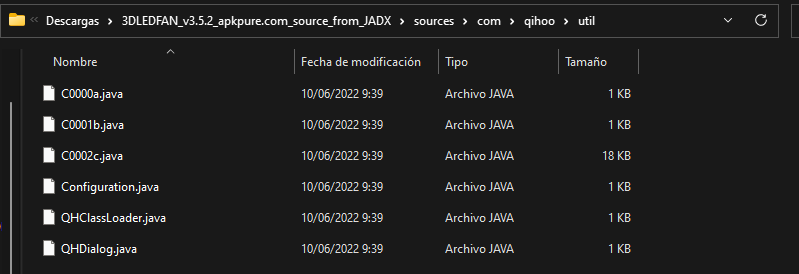 Descargas > 3DLEDFAN_v3.5.2_apkpure.com_source_from_JADX > sources > com > qihoo > util
Nombre Fecha de modificación Tipo Tamaño
C0000a.java 10/06/2022 9:39 Archivo JAVA 1 KB
C0001b.java 10/06/2022 9:39 Archivo JAVA 1 KB
C0002c.java 10/06/2022 9:39 Archivo JAVA 18 KB
Configuration.java 10/06/2022 9:39 Archivo JAVA 1 KB
QHClassLoader.java 10/06/2022 9:39 Archivo JAVA 1 KB
QHDialog.java 10/06/2022 9:39 Archivo JAVA 1 KB